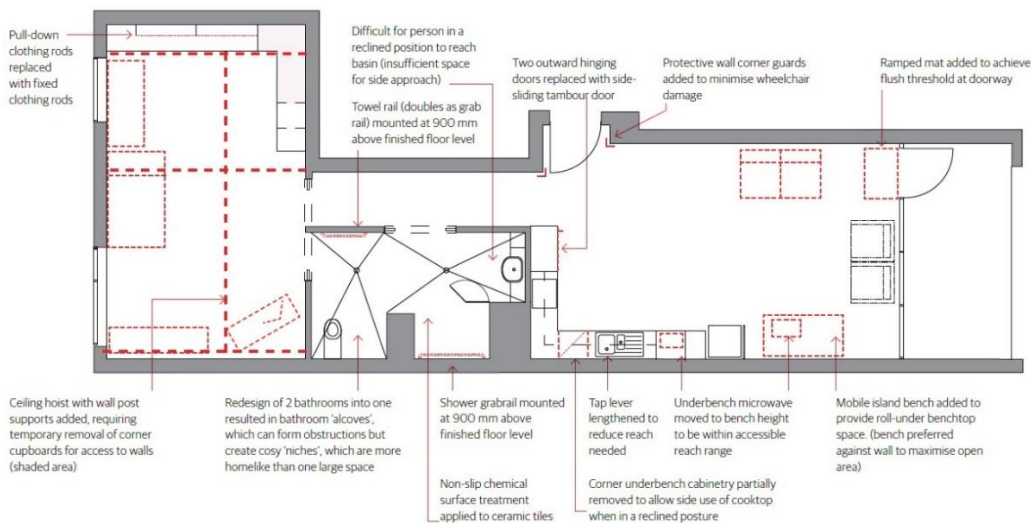 Pull-down
clothing rods
replaced
with fixed
clothing rods
Difficult for person in a
reclined position to reach
basin (insufficient space
for side approach)
Towel rail (doubles as grab
rail) mounted at 900 mm
above finished floor level
Two outward hinging
doors replaced with side-
sliding tambour door
Protective wall corner guards
added to minimise wheelchair
damage
Ramped mat added to achieve
flush threshold at doorway
Ceiling hoist with wall post
supports added, requiring
temporary removal of corner
cupboards for access to walls
(shaded area)
Redesign of 2 bathrooms into one
resulted in bathroom 'alcoves',
which can form obstructions but
create cosy 'niches', which are more
homelike than one large space
Shower grabrail mounted
at 900 mm above
finished floor level
Non-slip chemical
surface treatment
applied to ceramic tiles
Tap lever
lengthened to
reduce reach
needed
Corner underbench cabinetry partially
removed to allow side use of cooktop
when in a reclined posture
Underbench microwave
moved to bench height
to be within accessible
reach range
Mobile island bench added to
provide roll-under benchtop
space. (bench preferred
against wall to maximise open
area)